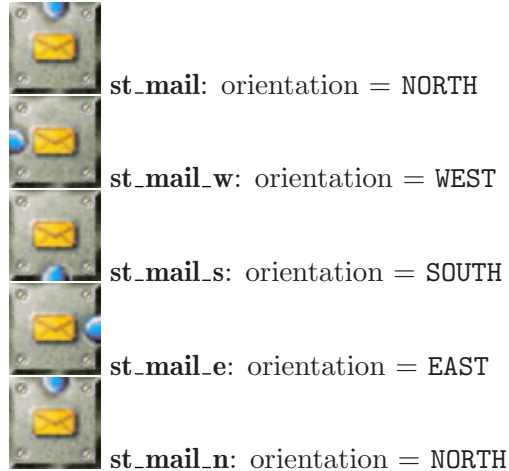 st_mail: orientation = NORTH
st_mail_w: orientation = WEST
st_mail_s: orientation = SOUTH
st_mail_e: orientation = EAST
st_mail_n: orientation = NORTH